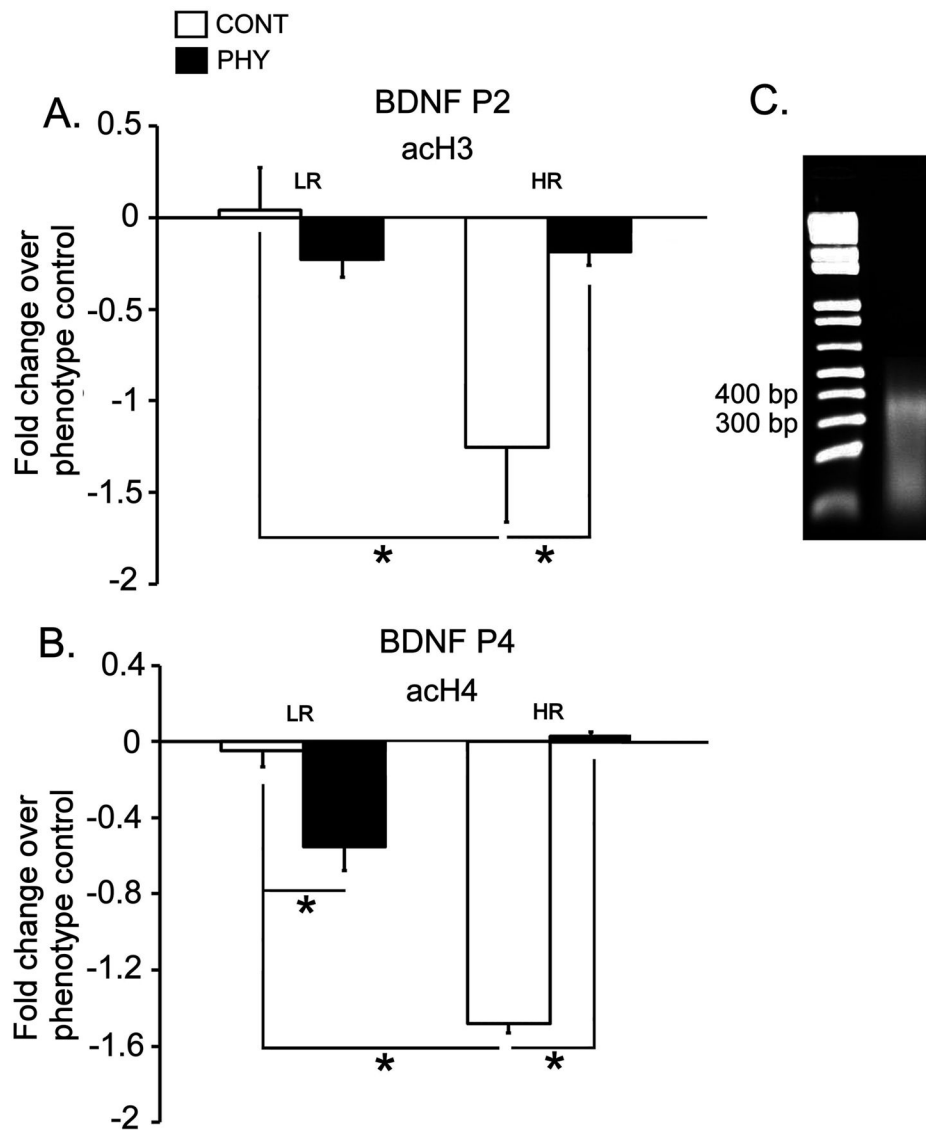 CONT
PHY
A.
BDNF P2
acH3
LR
HR
0.5
0
-0.5
-1
-1.5
-2
Fold change over
phenotype control
*
*
C.
400 bp
300 bp
B.
BDNF P4
acH4
LR
HR
0.4
0
-0.4
-0.8
-1.2
-1.6
-2
Fold change over
phenotype control
*
*
*